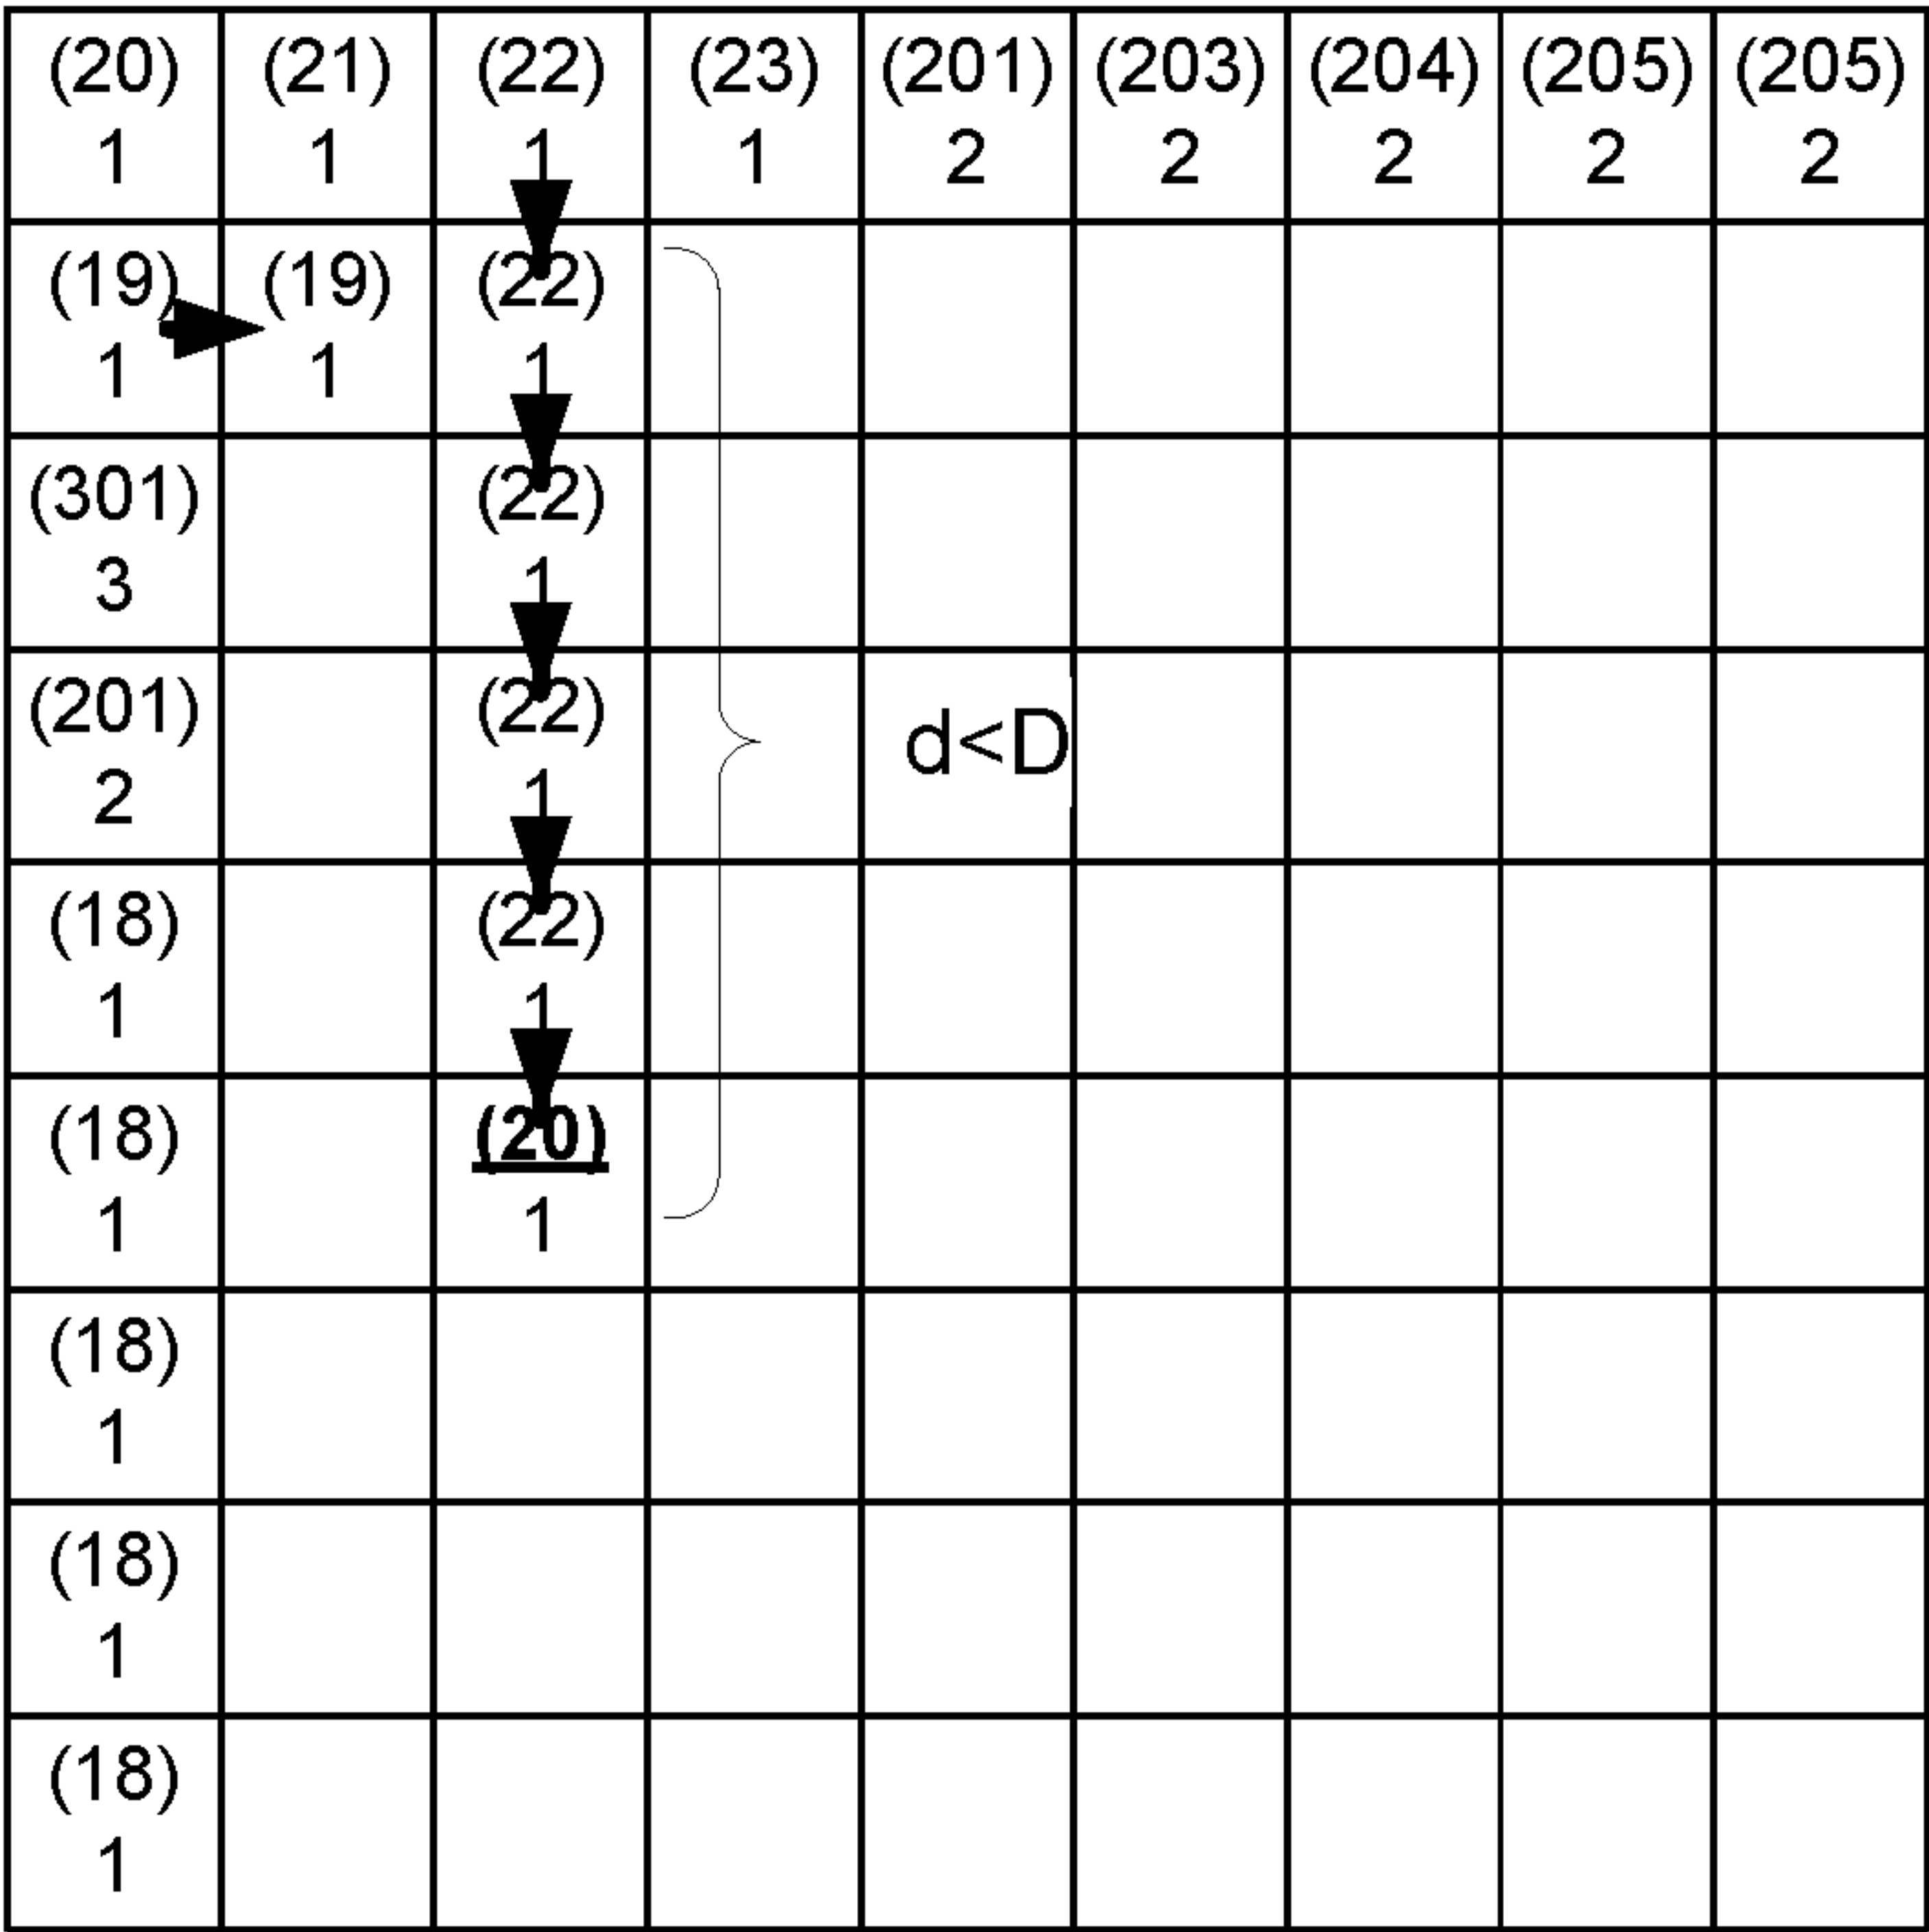 (20) (21) (22) (23) (201) (203) (204) (205) (205)
1 1 1 1 2 2 2 2 2
(19) (19) (22)
1 1 1
(301) (22)
3 1
(201) (22) d<D
2 1
(18) (22)
1 1
(18) (20)
1 1
(18)
1
(18)
1
(18)
1